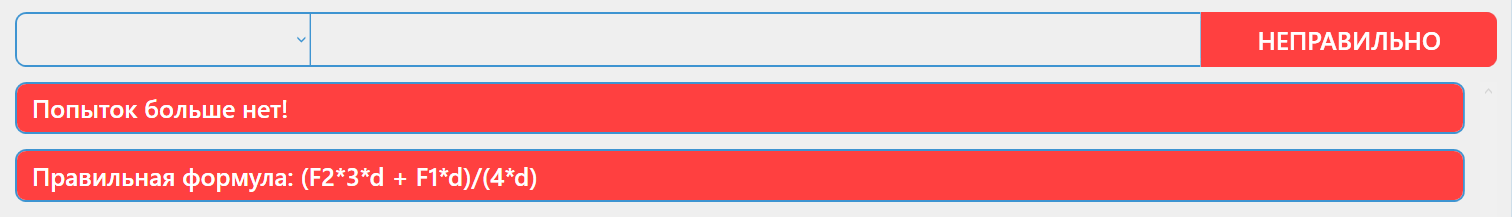 НЕПРАВИЛЬНО
Попыток больше нет!
Правильная формула: (F2*3*d + F1*d)/(4*d)